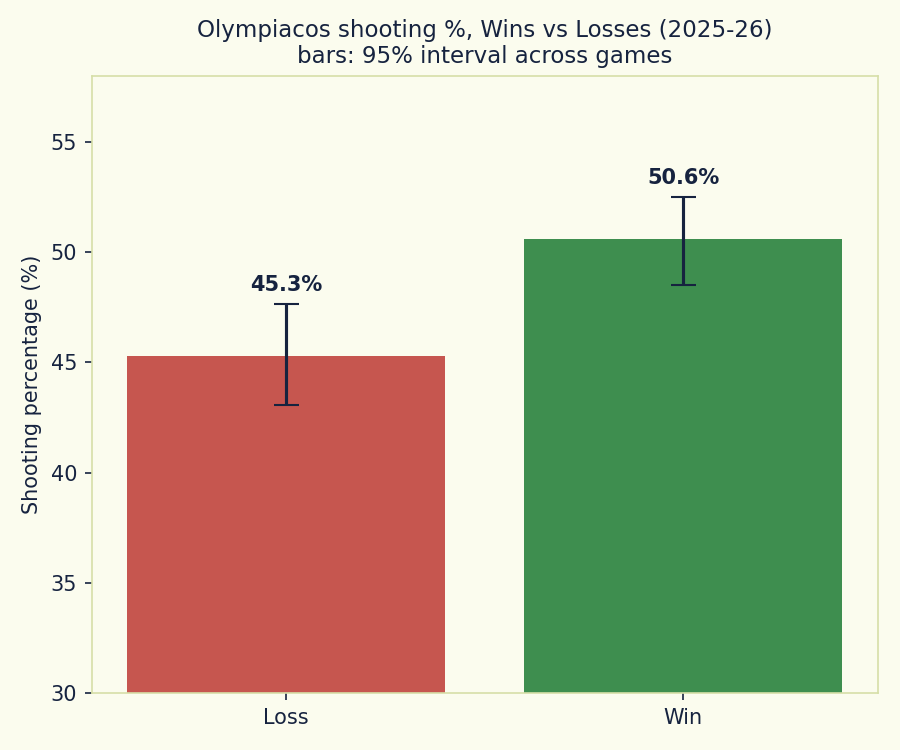 Olympiacos shooting %, Wins vs Losses (2025-26)
bars: 95% interval across games
Shooting percentage (%)
55
50
45
40
35
30
45.3%
50.6%
Loss
Win